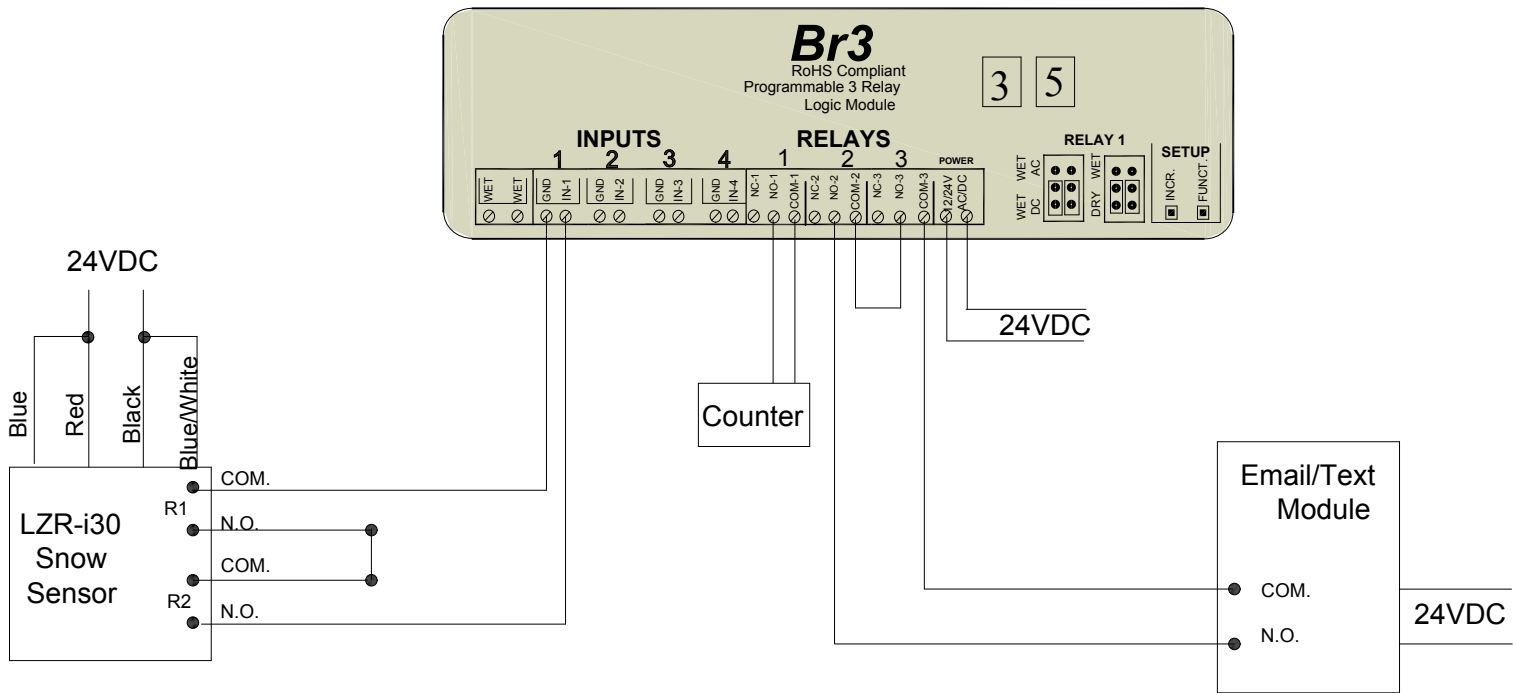 Br3
RoHS Compliant
Programmable 3 Relay
Logic Module
3 5
INPUTS
RELAYS
1 2 3 4
1 2 3
POWER
RELAY 1
SETUP
WET
WET
GND
IN-1
GND
IN-2
GND
IN-3
GND
IN-4
NC-1
NO-1
COM-1
NC-2
NO-2
COM-2
NC-3
NO-3
COM-3
12/24V
AC/DC
WET DC
WET AC
DRY
WET
INCR.
FUNCT.
24VDC
Blue
Red
Black
Blue/White
LZR-i30
Snow
Sensor
R1
R2
COM.
N.O.
COM.
N.O.
Counter
24VDC
Email/Text
Module
COM.
N.O.
24VDC